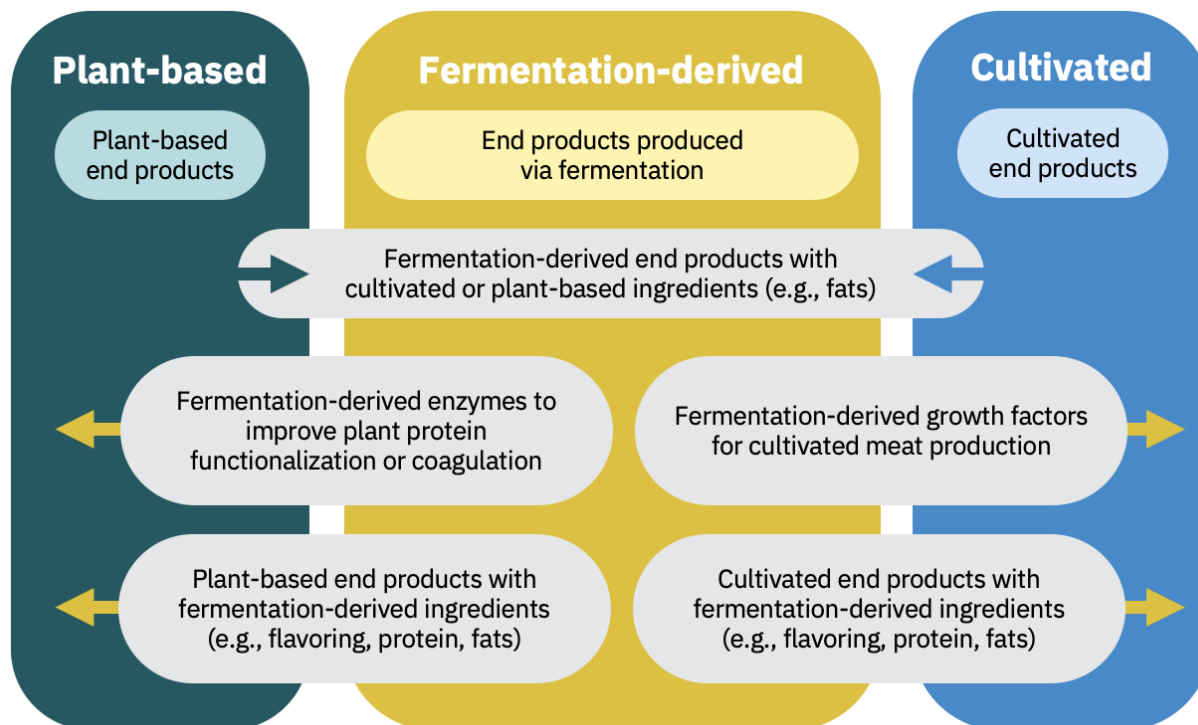 Plant-based
Fermentation-derived
Cultivated
Plant-based
end products
End products produced
via fermentation
Cultivated
end products
Fermentation-derived end products with
cultivated or plant-based ingredients (e.g., fats)
Fermentation-derived enzymes to
improve plant protein
functionalization or coagulation
Fermentation-derived growth factors
for cultivated meat production
Plant-based end products with
fermentation-derived ingredients
(e.g., flavoring, protein, fats)
Cultivated end products with
fermentation-derived ingredients
(e.g., flavoring, protein, fats)